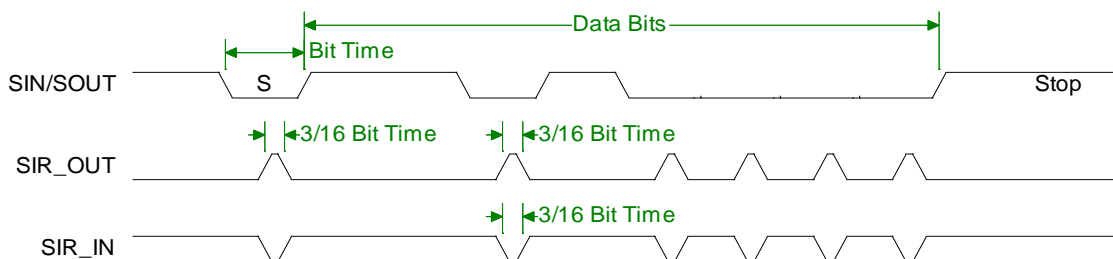 Data Bits
Bit Time
SIN/SOUT
S
Stop
3/16 Bit Time
3/16 Bit Time
SIR_OUT
3/16 Bit Time
SIR_IN